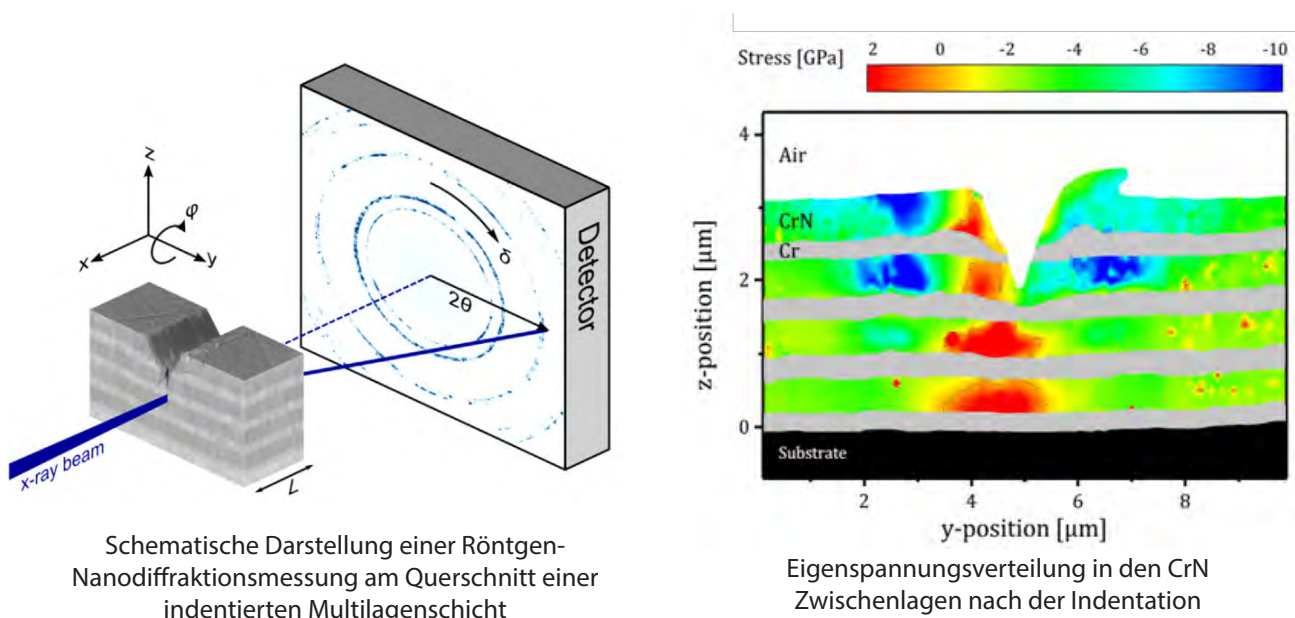 z
φ
x
y
x-ray beam
L
2θ
δ
Detector
Schematische Darstellung einer Röntgen-
Nanodiffraktionsmessung am Querschnitt einer
indentierten Multilagenschicht
2 0 -2 -4 -6 -8 -10
Stress [GPa]
4
2
0
z-position [µm]
Air
CrN
Cr
Substrate
2 4 6 8
y-position [µm]
Eigenspannungsverteilung in den CrN
Zwischenlagen nach der Indentation